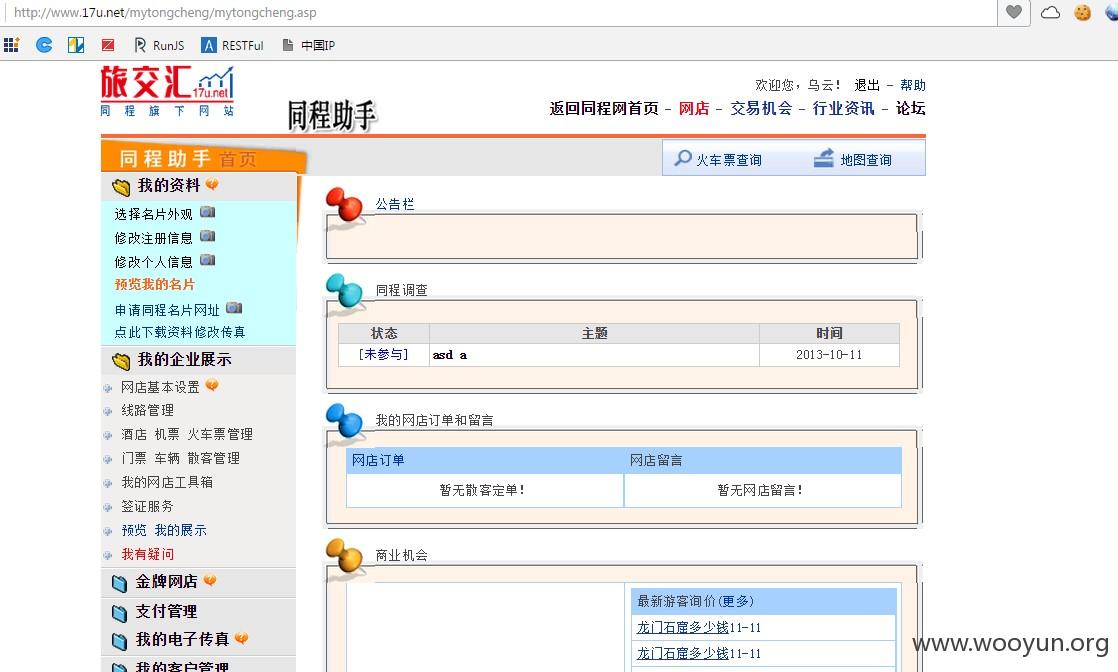 http://www.17u.net/mytongcheng/mytongcheng.asp
RunJS RESTFul 中国IP
旅交汇 17u.net
同程旗下网站
同程助手
欢迎您，乌云！ 退出 - 帮助
返回同程网首页 - 网店 - 交易机会 - 行业资讯 - 论坛
同程助手 首页
火车票查询 地图查询
我的资料
选择名片外观
修改注册信息
修改个人信息
预览我的名片
申请同程名片网址
点此下载资料修改传真
我的企业展示
网店基本设置
线路管理
酒店 机票 火车票管理
门票 车辆 散客管理
我的网店工具箱
签证服务
预览 我的展示
我有疑问
金牌网店
支付管理
我的电子传真
我的客户管理
公告栏
同程调查
状态 主题 时间
[未参与] asd a 2013-10-11
我的网店订单和留言
网店订单 网店留言
暂无散客定单！ 暂无网店留言！
商业机会
最新游客询价(更多)
龙门石窟多少钱11-11
龙门石窟多少钱11-11
www.wooyun.org